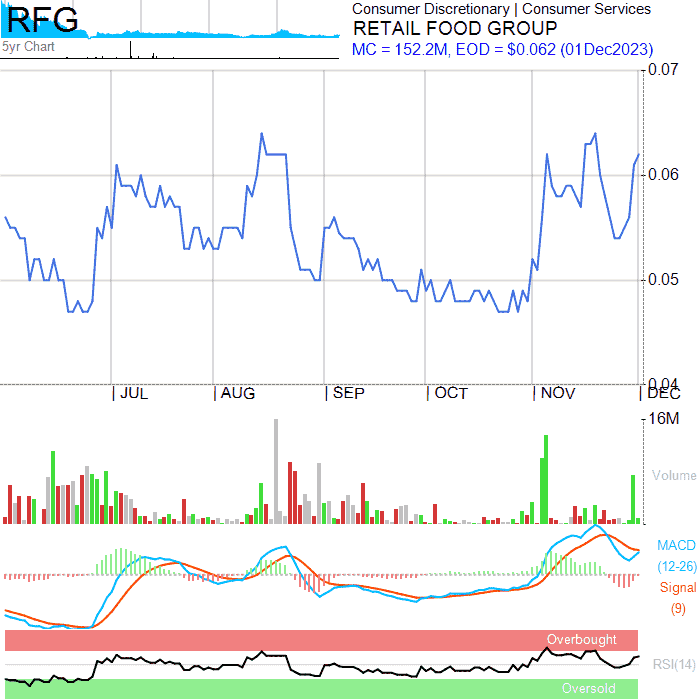 RFG
5yr Chart
Consumer Discretionary | Consumer Services
RETAIL FOOD GROUP
MC = 152.2M, EOD = $0.062 (01Dec2023)
0.07
0.06
0.05
0.04
JUL
AUG
SEP
OCT
NOV
DEC
16M
Volume
MACD
(12-26)
Signal
(9)
Overbought
RSI(14)
Oversold